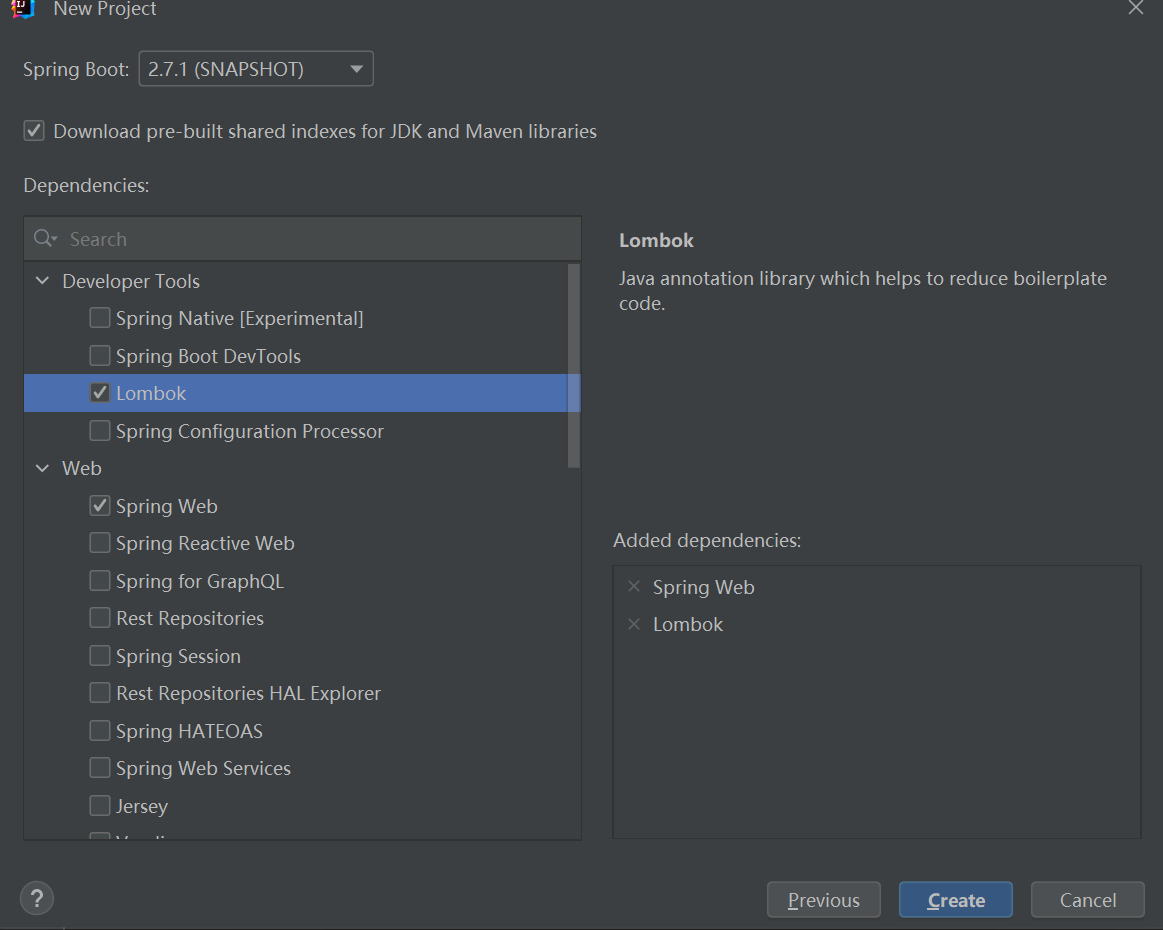 New Project
Spring Boot: 2.7.1 (SNAPSHOT)
Download pre-built shared indexes for JDK and Maven libraries
Dependencies:
Search
Developer Tools
Spring Native [Experimental]
Spring Boot DevTools
Lombok
Spring Configuration Processor
Web
Spring Web
Spring Reactive Web
Spring for GraphQL
Rest Repositories
Spring Session
Rest Repositories HAL Explorer
Spring HATEOAS
Spring Web Services
Jersey
Lombok
Java annotation library which helps to reduce boilerplate
code.
Added dependencies:
Spring Web
Lombok
?
Previous
Create
Cancel